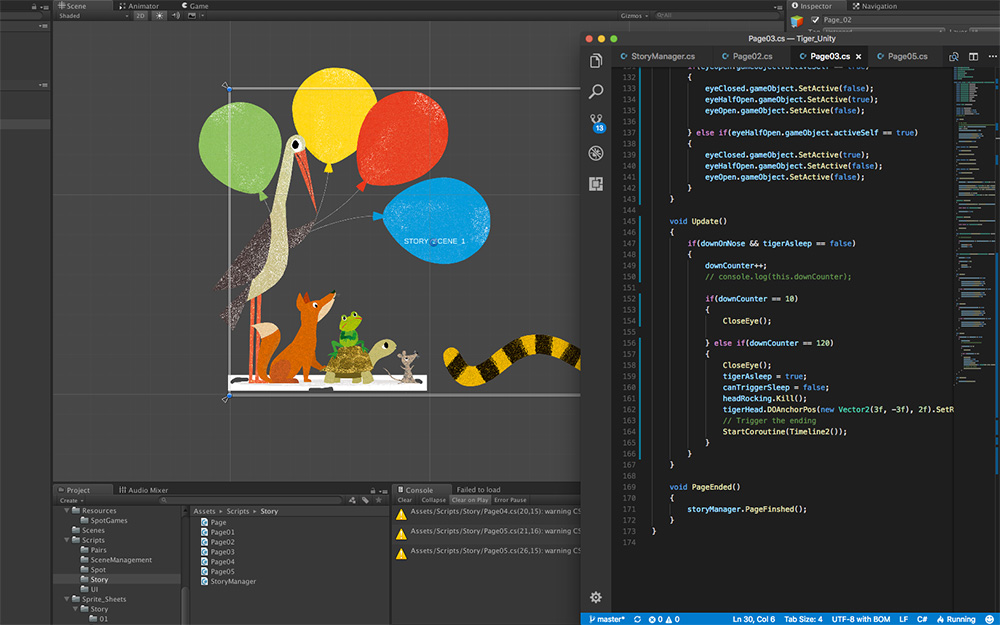 Scene Animator Game
Shaded 2D Gizmos All
Inspector Navigation
Page_02
STORY_SCENE_1
Page03.cs — Tiger_Unity
StoryManager.cs Page02.cs Page03.cs Page05.cs
13
132 {
133 eyeClosed.gameObject.SetActive(false);
134 eyeHalfOpen.gameObject.SetActive(true);
135 eyeOpen.gameObject.SetActive(false);
136
137 } else if(eyeHalfOpen.gameObject.activeSelf == true)
138 {
139 eyeClosed.gameObject.SetActive(true);
140 eyeHalfOpen.gameObject.SetActive(false);
141 eyeOpen.gameObject.SetActive(false);
142 }
143 }
144
145 void Update()
146 {
147 if(downOnNose && tigerAsleep == false)
148 {
149 downCounter++;
150 // console.log(this.downCounter);
151
152 if(downCounter == 10)
153 {
154 CloseEye();
155
156 } else if(downCounter == 120)
157 {
158 CloseEye();
159 tigerAsleep = true;
160 canTriggerSleep = false;
161 headRocking.Kill();
162 tigerHead.DOAnchorPos(new Vector2(3f, -3f), 2f).SetR
163 // Trigger the ending
164 StartCoroutine(Timeline2());
165 }
166 }
167 }
168
169 void PageEnded()
170 {
171 storyManager.PageFinshed();
172 }
173 }
174
master* 0 0 Ln 30, Col 6 Tab Size: 4 UTF-8 with BOM LF C# Running
Project Audio Mixer
Create
Resources
SpotGames
Scenes
Scripts
Pairs
SceneManagement
Spot
Story
UI
Sprite_Sheets
Story
01
Assets Scripts Story
Page
Page01
Page02
Page03
Page04
Page05
StoryManager
Console Failed to load
Clear Collapse Clear on Play Error Pause
Assets/Scripts/Story/Page04.cs(20,15): warning CS
Assets/Scripts/Story/Page05.cs(21,16): warning CS
Assets/Scripts/Story/Page05.cs(26,15): warning CS